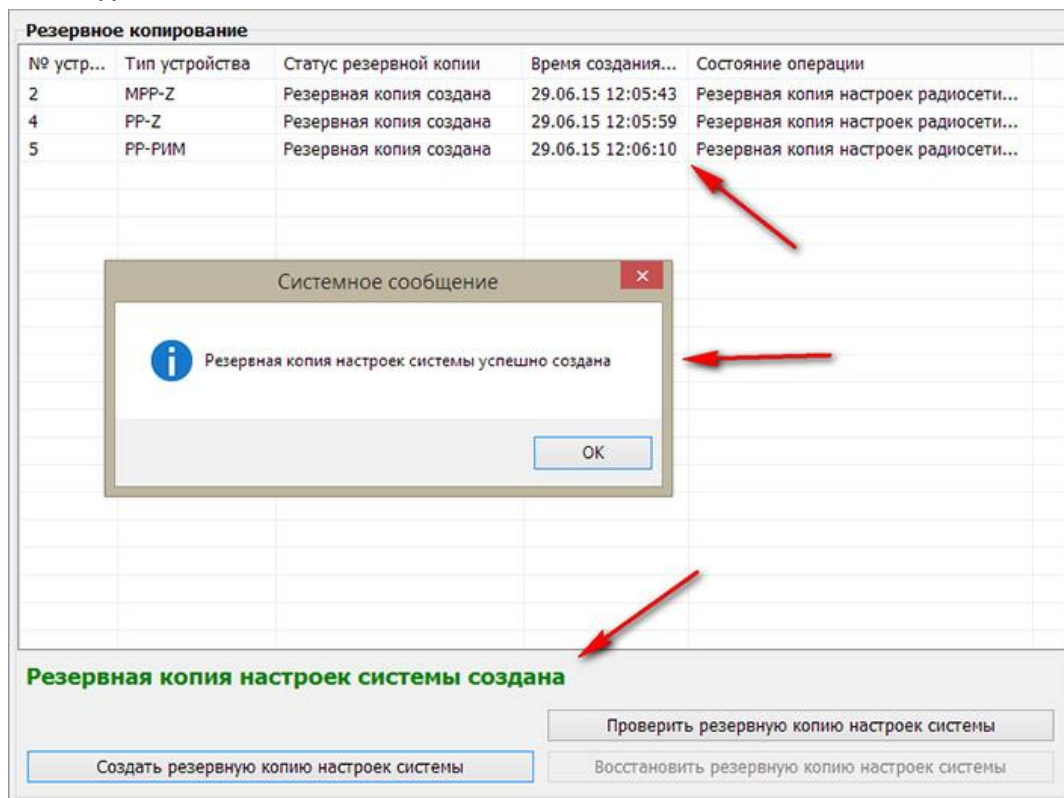 Резервное копирование
№ устр... Тип устройства Статус резервной копии Время создания... Состояние операции
2 МРР-Z Резервная копия создана 29.06.15 12:05:43 Резервная копия настроек радиосети...
4 РР-Z Резервная копия создана 29.06.15 12:05:59 Резервная копия настроек радиосети...
5 РР-РИМ Резервная копия создана 29.06.15 12:06:10 Резервная копия настроек радиосети...
Системное сообщение
Резервная копия настроек системы успешно создана
OK
Резервная копия настроек системы создана
Проверить резервную копию настроек системы
Создать резервную копию настроек системы
Восстановить резервную копию настроек системы